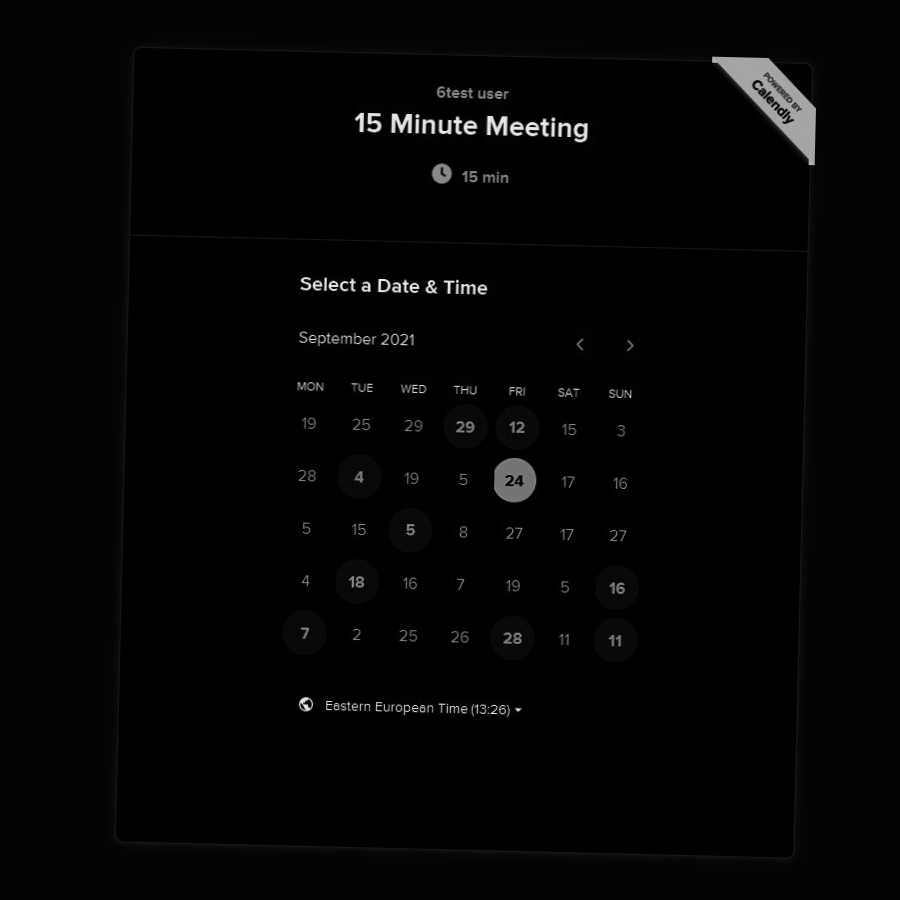 POWERED BY
Calendly
6test user
15 Minute Meeting
15 min
Select a Date & Time
September 2021
MON TUE WED THU FRI SAT SUN
19 25 29 29 12 15 3
28 4 19 5 24 17 16
5 15 5 8 27 17 27
4 18 16 7 19 5 16
7 2 25 26 28 11 11
Eastern European Time (13:26)